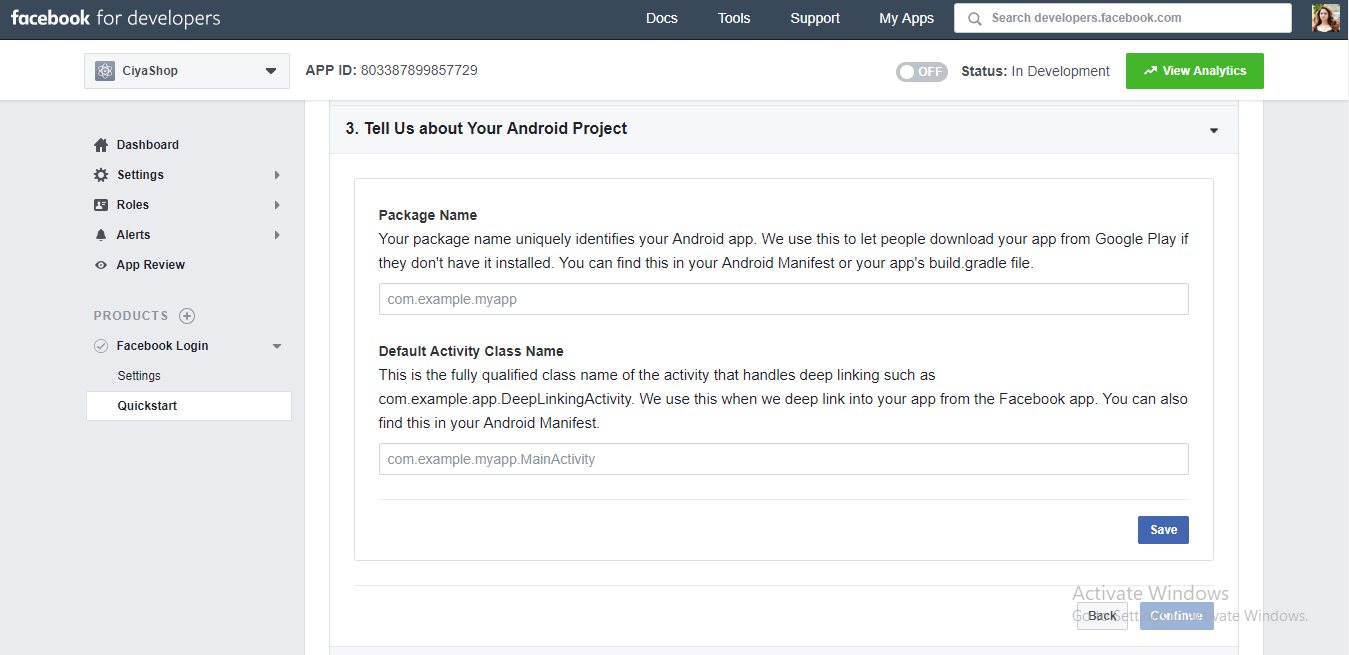 facebook for developers
Docs
Tools
Support
My Apps
Search developers.facebook.com
CiyaShop
APP ID: 803387899857729
OFF
Status: In Development
View Analytics
Dashboard
Settings
Roles
Alerts
App Review
PRODUCTS
Facebook Login
Settings
Quickstart
3. Tell Us about Your Android Project
Package Name
Your package name uniquely identifies your Android app. We use this to let people download your app from Google Play if
they don't have it installed. You can find this in your Android Manifest or your app's build.gradle file.
com.example.myapp
Default Activity Class Name
This is the fully qualified class name of the activity that handles deep linking such as
com.example.app.DeepLinkingActivity. We use this when we deep link into your app from the Facebook app. You can also
find this in your Android Manifest.
com.example.myapp.MainActivity
Save
Activate Windows
Back
Continue
Windows.